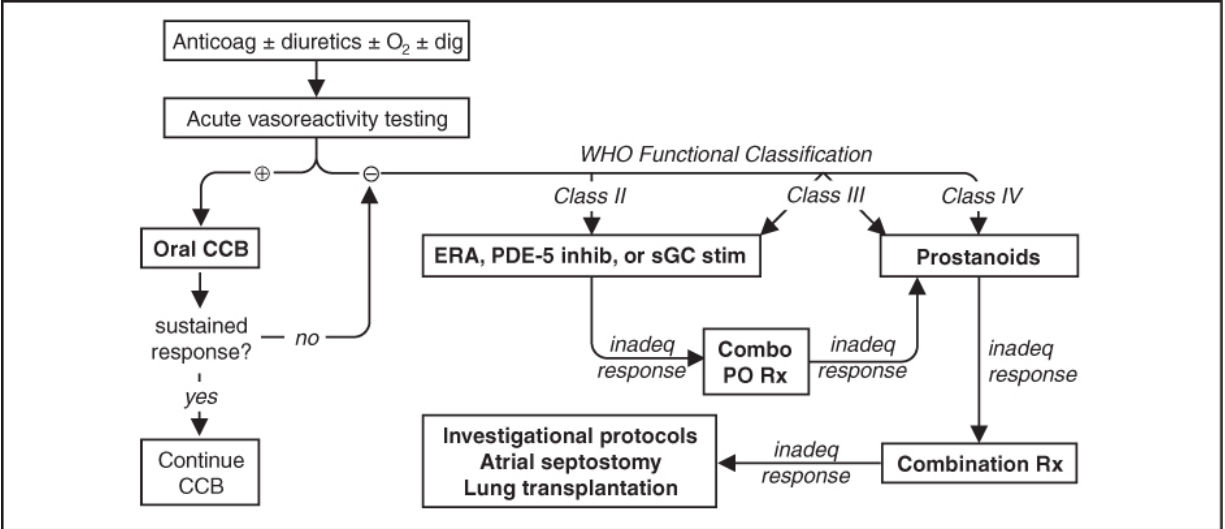 Anticoag ± diuretics ± O₂ ± dig
Acute vasoreactivity testing
WHO Functional Classification
⊕
⊖
Class II
Class III
Class IV
Oral CCB
ERA, PDE-5 inhib, or sGC stim
Prostanoids
sustained
response?
no
yes
Continue
CCB
inadeq
response
Combo
PO Rx
inadeq
response
inadeq
response
Investigational protocols
Atrial septostomy
Lung transplantation
inadeq
response
Combination Rx